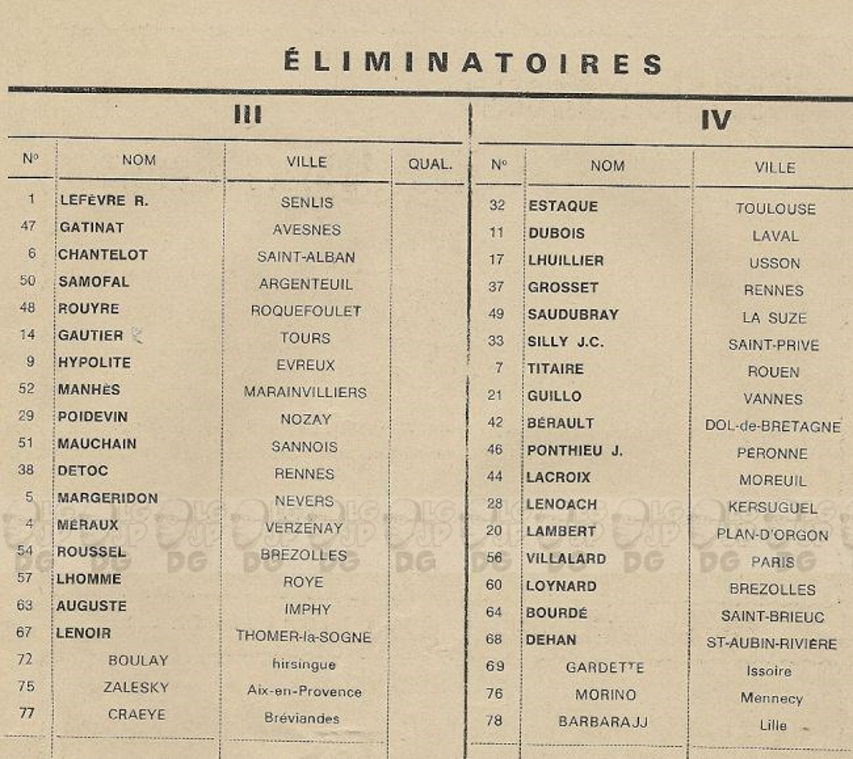 ÉLIMINATOIRES
III
Nº NOM VILLE QUAL.
1 LEFÈVRE R. SENLIS
47 GATINAT AVESNES
6 CHANTELOT SAINT-ALBAN
50 SAMOFAL ARGENTEUIL
48 ROUYRE ROQUEFOULET
14 GAUTIER TOURS
9 HYPOLITE EVREUX
52 MANHÈS MARAINVILLIERS
29 POIDEVIN NOZAY
51 MAUCHAIN SANNOIS
38 DETOC RENNES
5 MARGERIDON NEVERS
4 MÉRAUX VERZENAY
54 ROUSSEL BREZOLLES
57 LHOMME ROYE
63 AUGUSTE IMPHY
67 LENOIR THOMER-la-SOGNE
72 BOULAY hirsingue
75 ZALESKY Aix-en-Provence
77 CRAEYE Bréviandes
IV
Nº NOM VILLE
32 ESTAQUE TOULOUSE
11 DUBOIS LAVAL
17 LHUILLIER USSON
37 GROSSET RENNES
49 SAUDUBRAY LA SUZE
33 SILLY J.C. SAINT-PRIVE
7 TITAIRE ROUEN
21 GUILLO VANNES
42 BÉRAULT DOL-de-BRETAGNE
46 PONTHIEU J. PÉRONNE
44 LACROIX MOREUIL
28 LENOACH KERSUGUEL
20 LAMBERT PLAN-D'ORGON
56 VILLALARD PARIS
60 LOYNARD BREZOLLES
64 BOURDÉ SAINT-BRIEUC
68 DEHAN ST-AUBIN-RIVIÈRE
69 GARDETTE Issoire
76 MORINO Mennecy
78 BARBARAJJ Lille